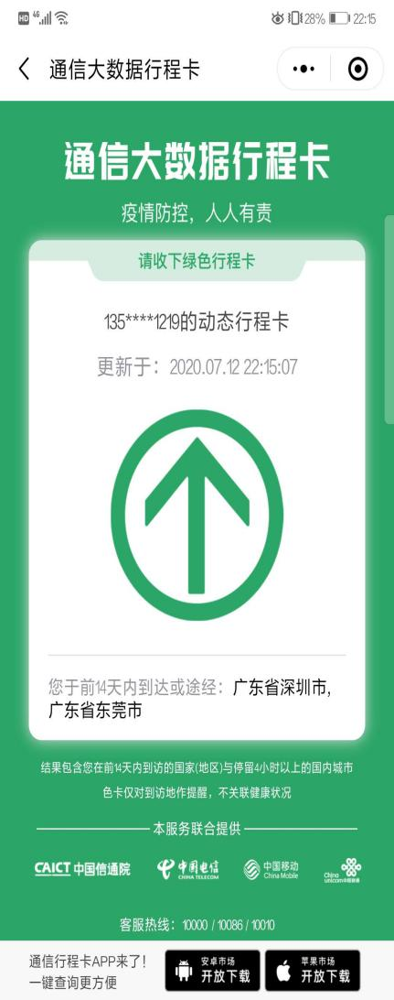 HD 4G 28% 22:15
通信大数据行程卡
通信大数据行程卡
疫情防控，人人有责
请收下绿色行程卡
135****1219的动态行程卡
更新于：2020.07.12 22:15:07
您于前14天内到达或途经：广东省深圳市,
广东省东莞市
结果包含您在前14天内到访的国家(地区)与停留4小时以上的国内城市
色卡仅对到访地作提醒，不关联健康状况
本服务联合提供
CAICT 中国信通院 中国电信 CHINA TELECOM 中国移动 China Mobile China unicom中国联通
客服热线：10000 / 10086 / 10010
通信行程卡APP来了！ 安卓市场 苹果市场
一键查询更方便 开放下载 开放下载